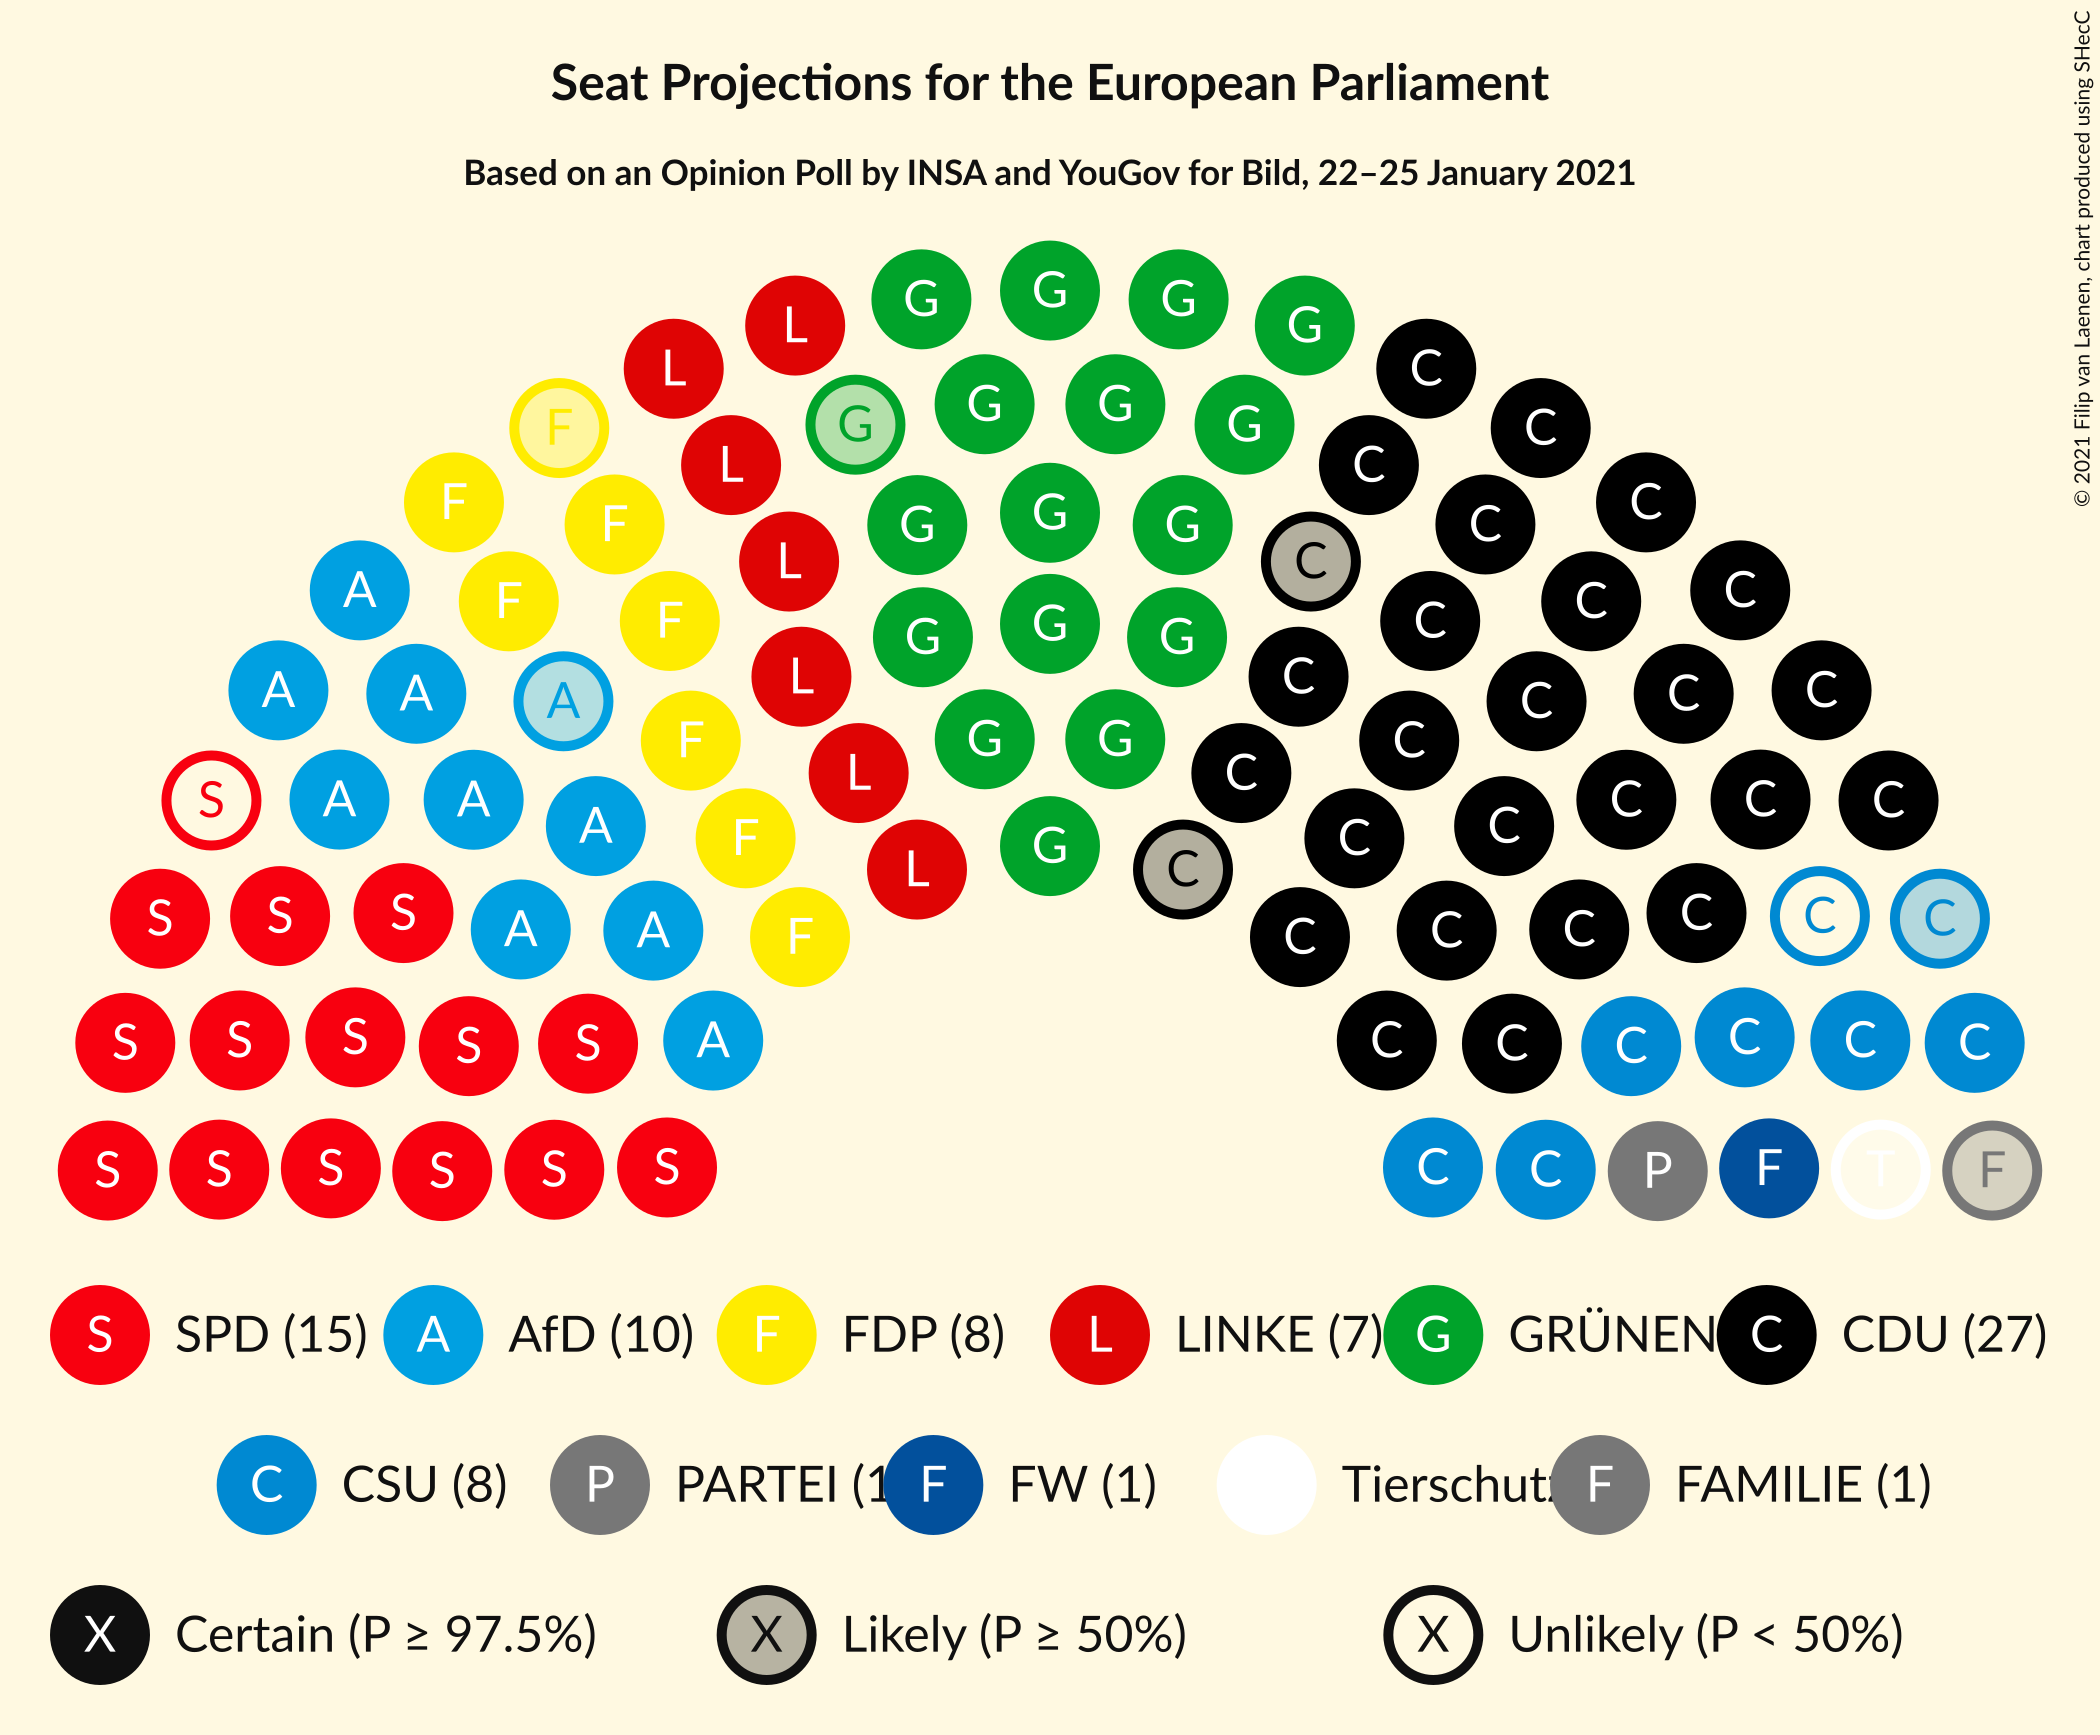 Seat Projections for the European Parliament
Based on an Opinion Poll by INSA and YouGov for Bild, 22–25 January 2021
© 2021 Filip van Laenen, chart produced using SHecC
G G G G
L L C C
G G G G
F L C C C
F F G G G C C C
A F L C C
A A A F L G G G C C C C C
S A A F L G G C C C C C
A F L G C C C
S S S A A F C C C C C C
S S S S S A C C C C C C
S S S S S S C C P F T F
S SPD (15) A AfD (10) F FDP (8) L LINKE (7) G GRÜNEN C CDU (27)
C CSU (8) P PARTEI (1 F FW (1) Tierschutz F FAMILIE (1)
X Certain (P ≥ 97.5%) X Likely (P ≥ 50%) X Unlikely (P < 50%)